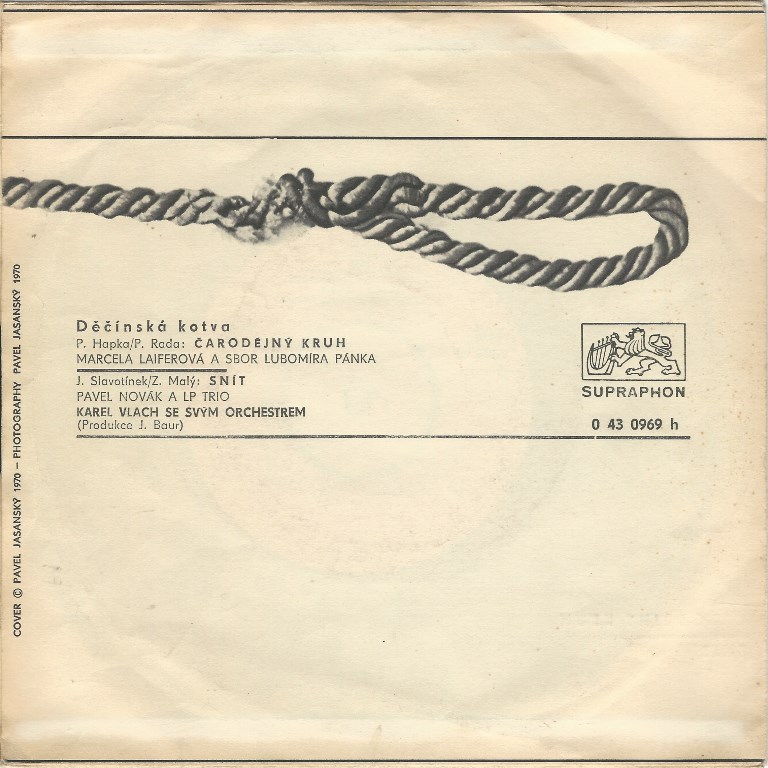 Děčínská kotva
P. Hapka/P. Rada: ČARODĚJNÝ KRUH
MARCELA LAIFEROVÁ A SBOR LUBOMÍRA PÁNKA
J. Slavotínek/Z. Malý: SNÍT
PAVEL NOVÁK A LP TRIO
KAREL VLACH SE SVÝM ORCHESTREM
(Produkce J. Baur)
SUPRAPHON
0 43 0969 h
COVER © PAVEL JASANSKÝ 1970 – PHOTOGRAPHY PAVEL JASANSKÝ 1970